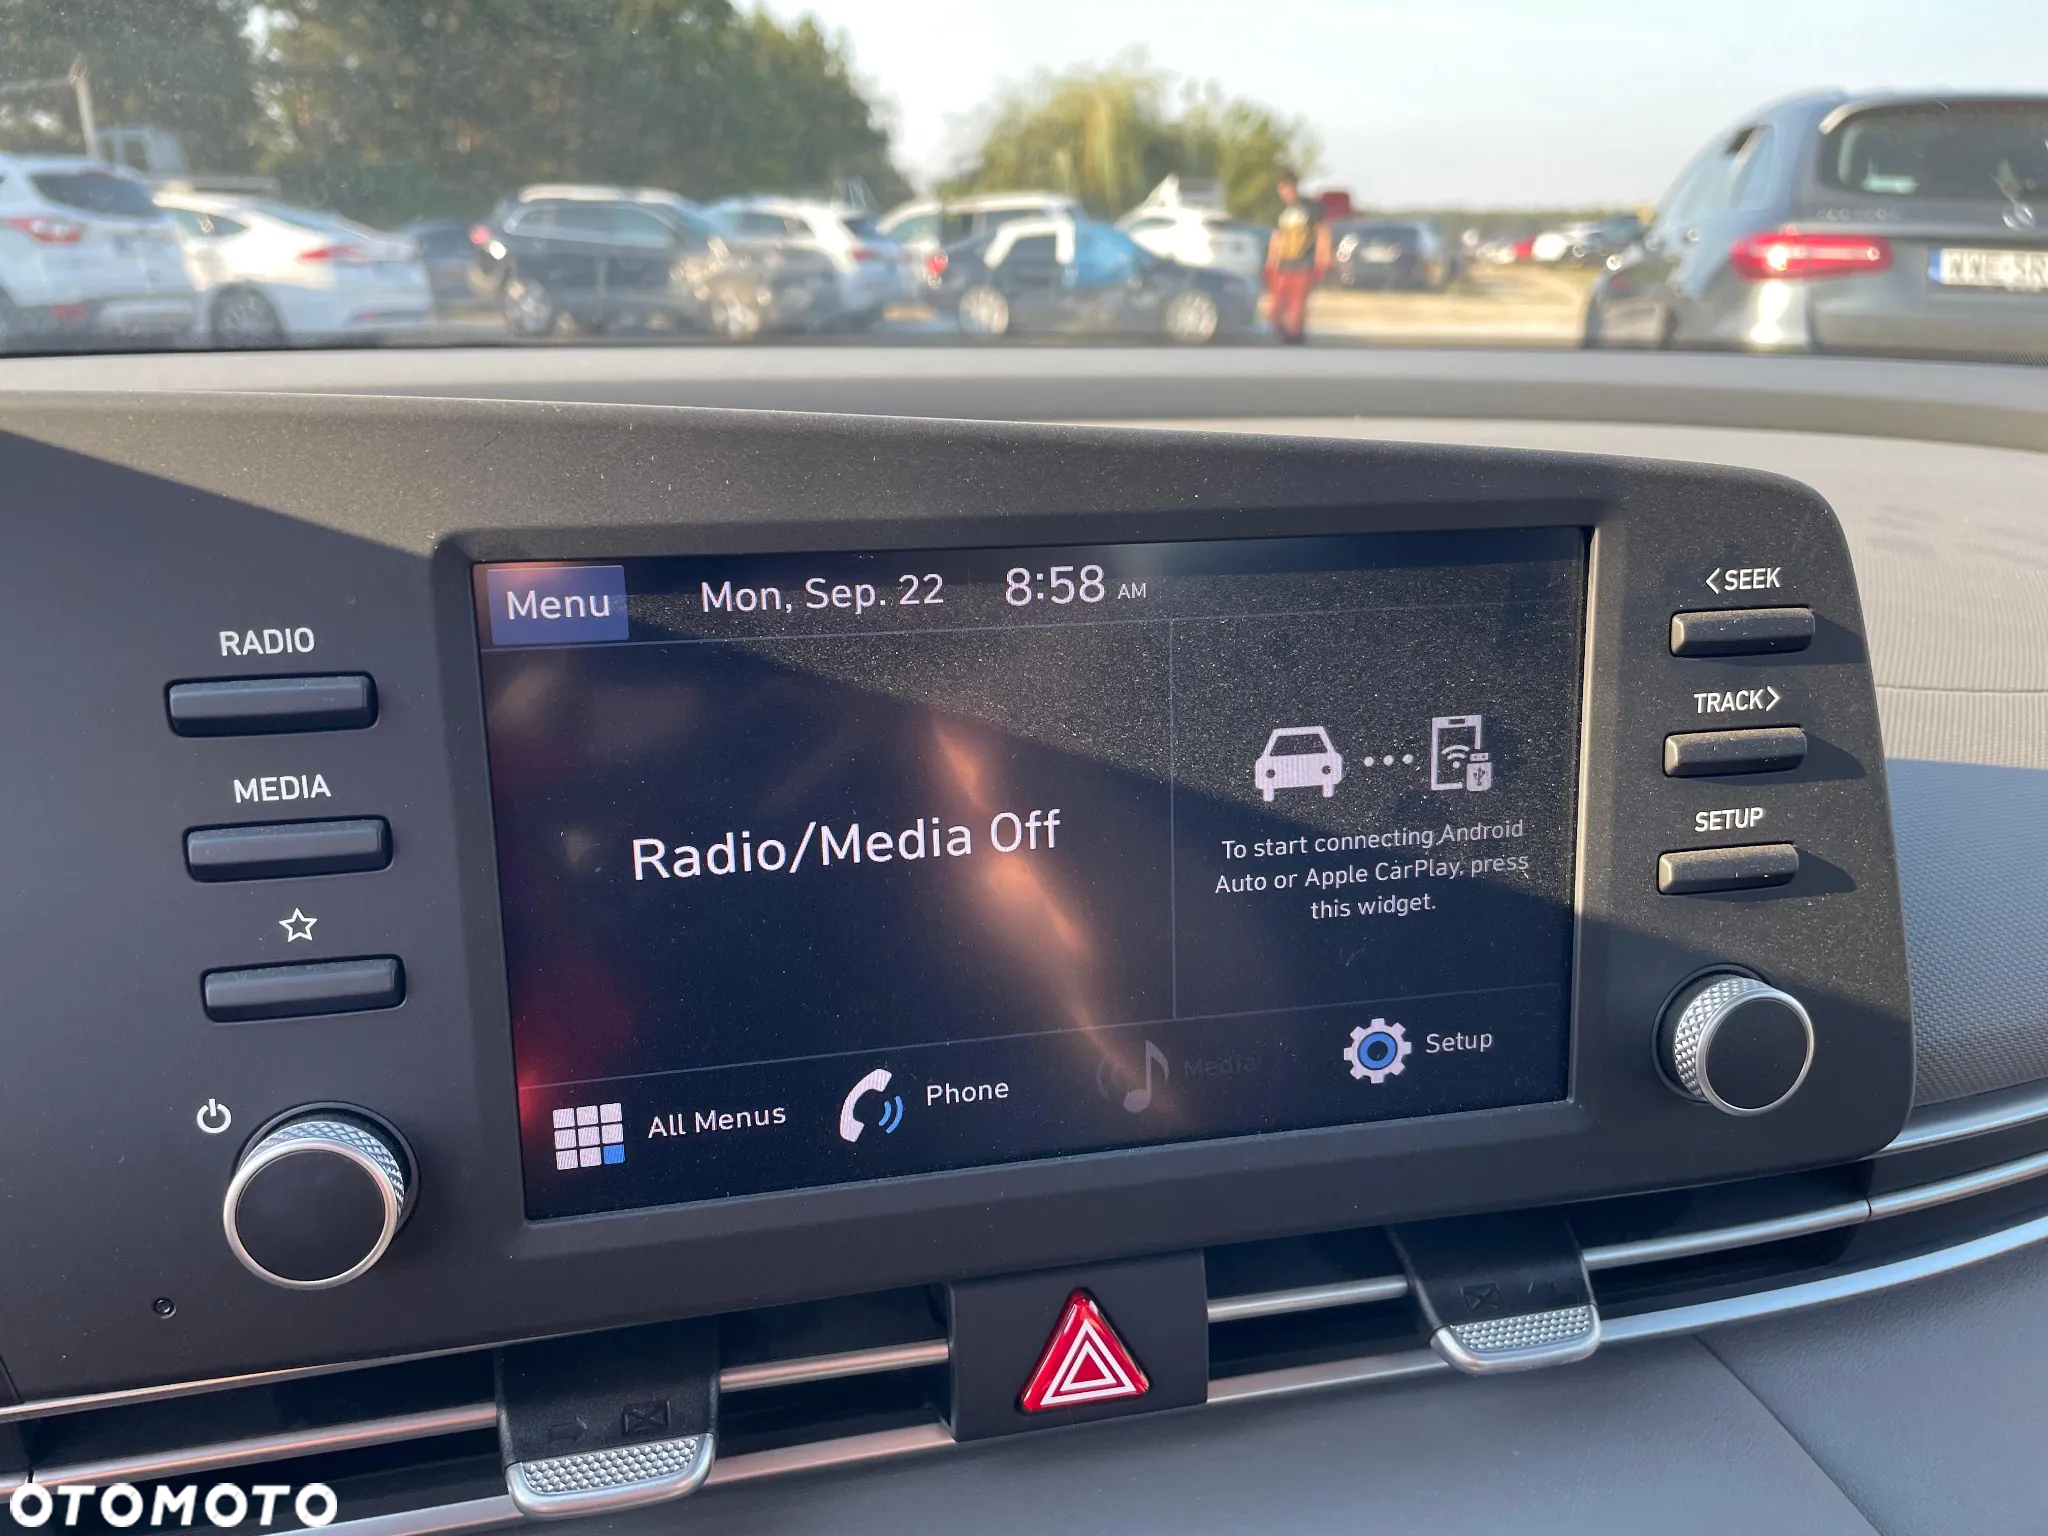 RADIO
MEDIA
Menu
Mon, Sep. 22
8:58 AM
Radio/Media Off
To start connecting Android
Auto or Apple CarPlay, press
this widget.
All Menus
Phone
Media
Setup
<SEEK
TRACK>
SETUP
OTOMOTO